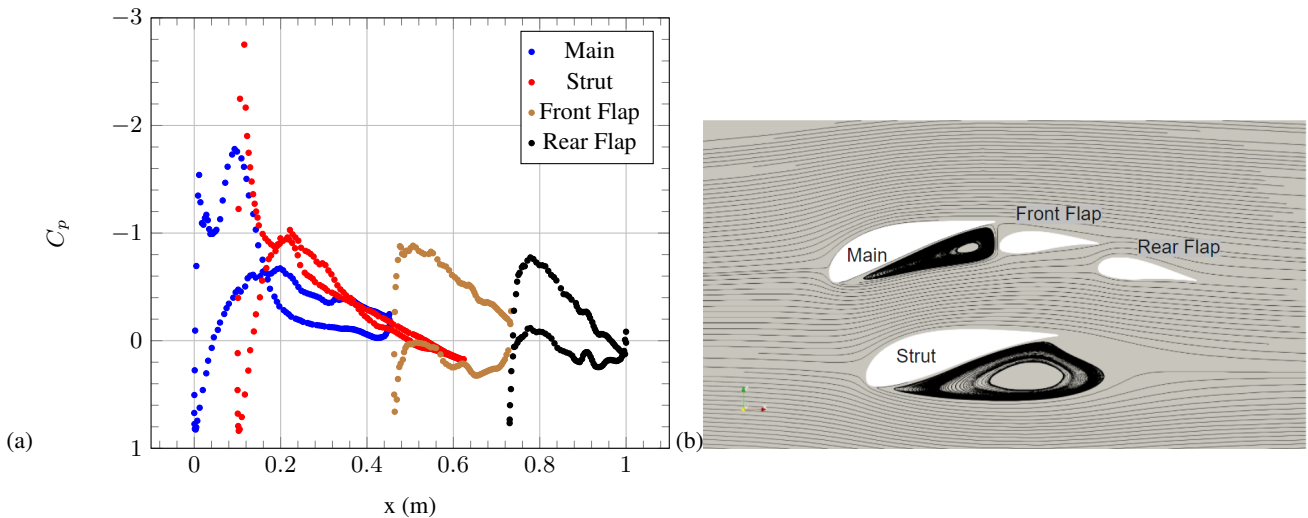 −3
−2
−1
0
1
C_p
0
0.2
0.4
0.6
0.8
1
x (m)
Main
Strut
Front Flap
Rear Flap
(a)
Front Flap
Main
Rear Flap
Strut
(b)